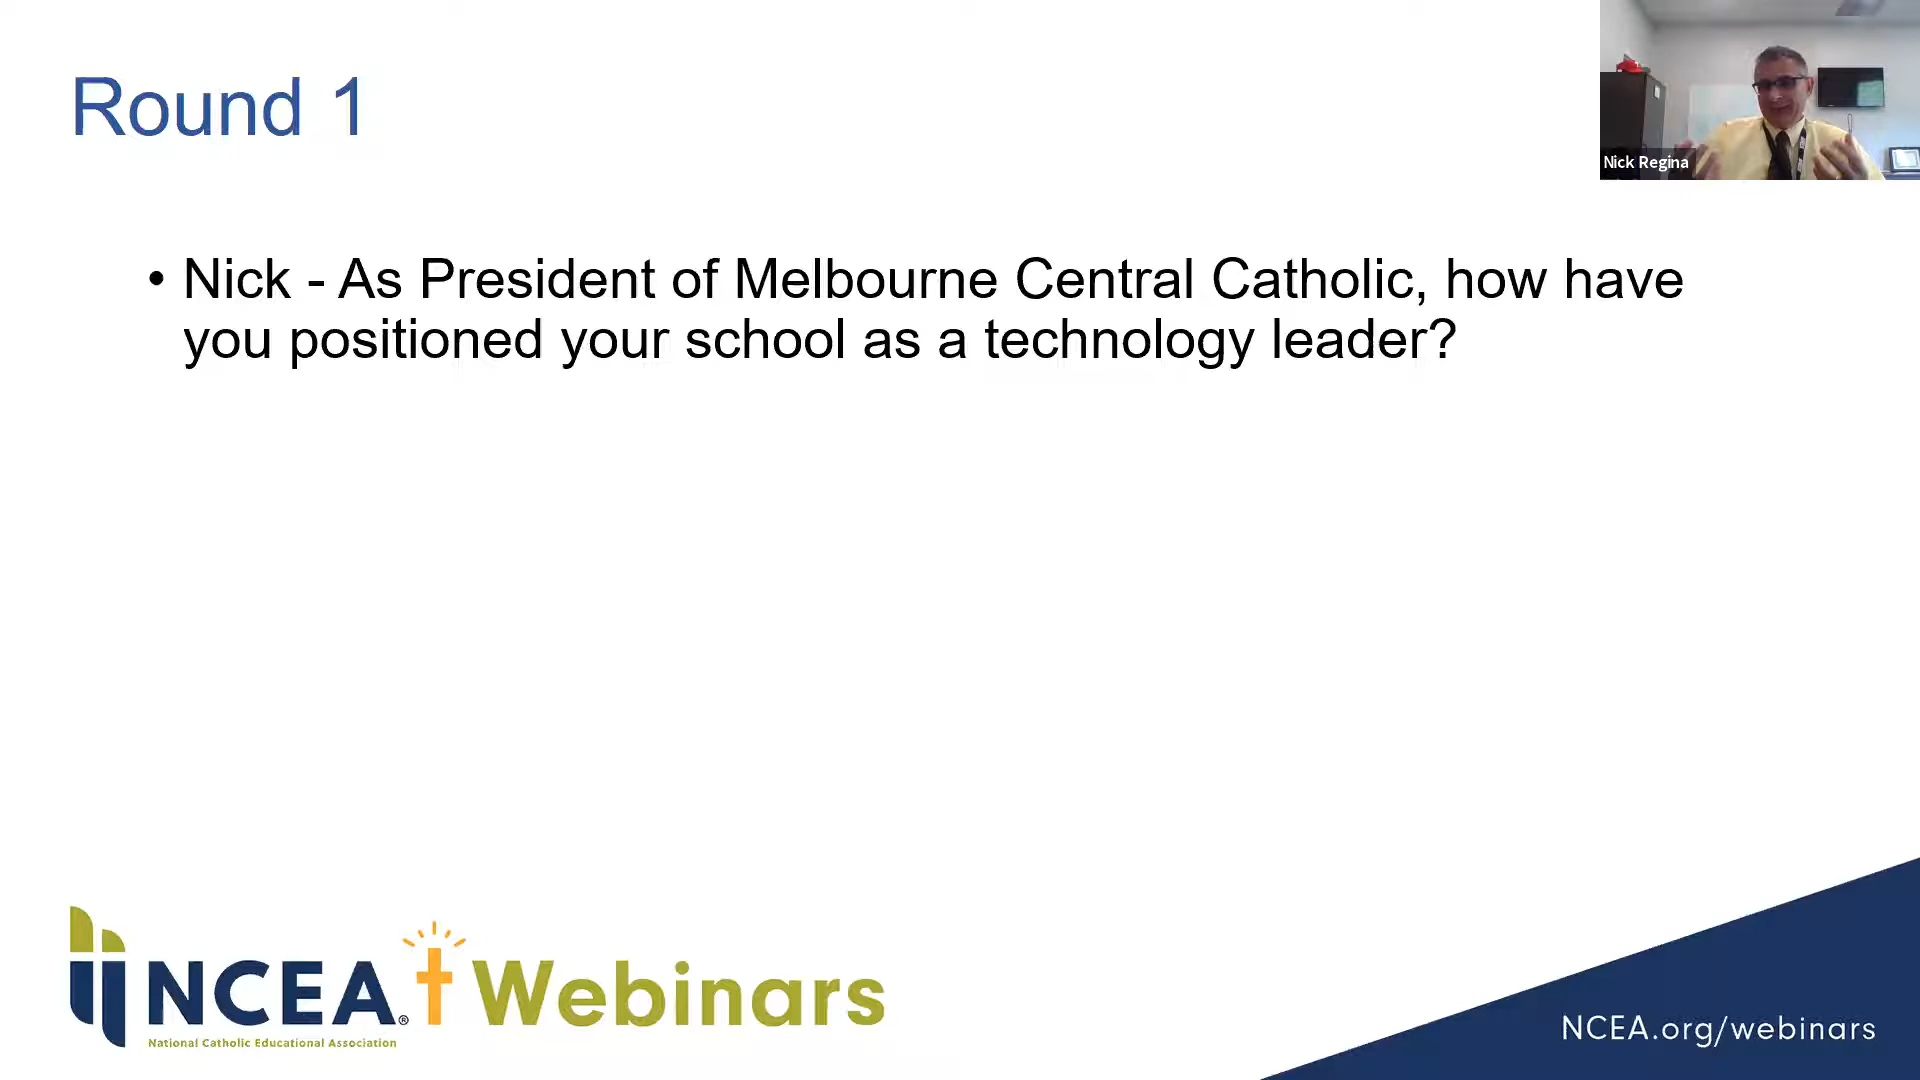 Round 1
Nick Regina
• Nick - As President of Melbourne Central Catholic, how have
you positioned your school as a technology leader?
NCEA® Webinars
National Catholic Educational Association
NCEA.org/webinars